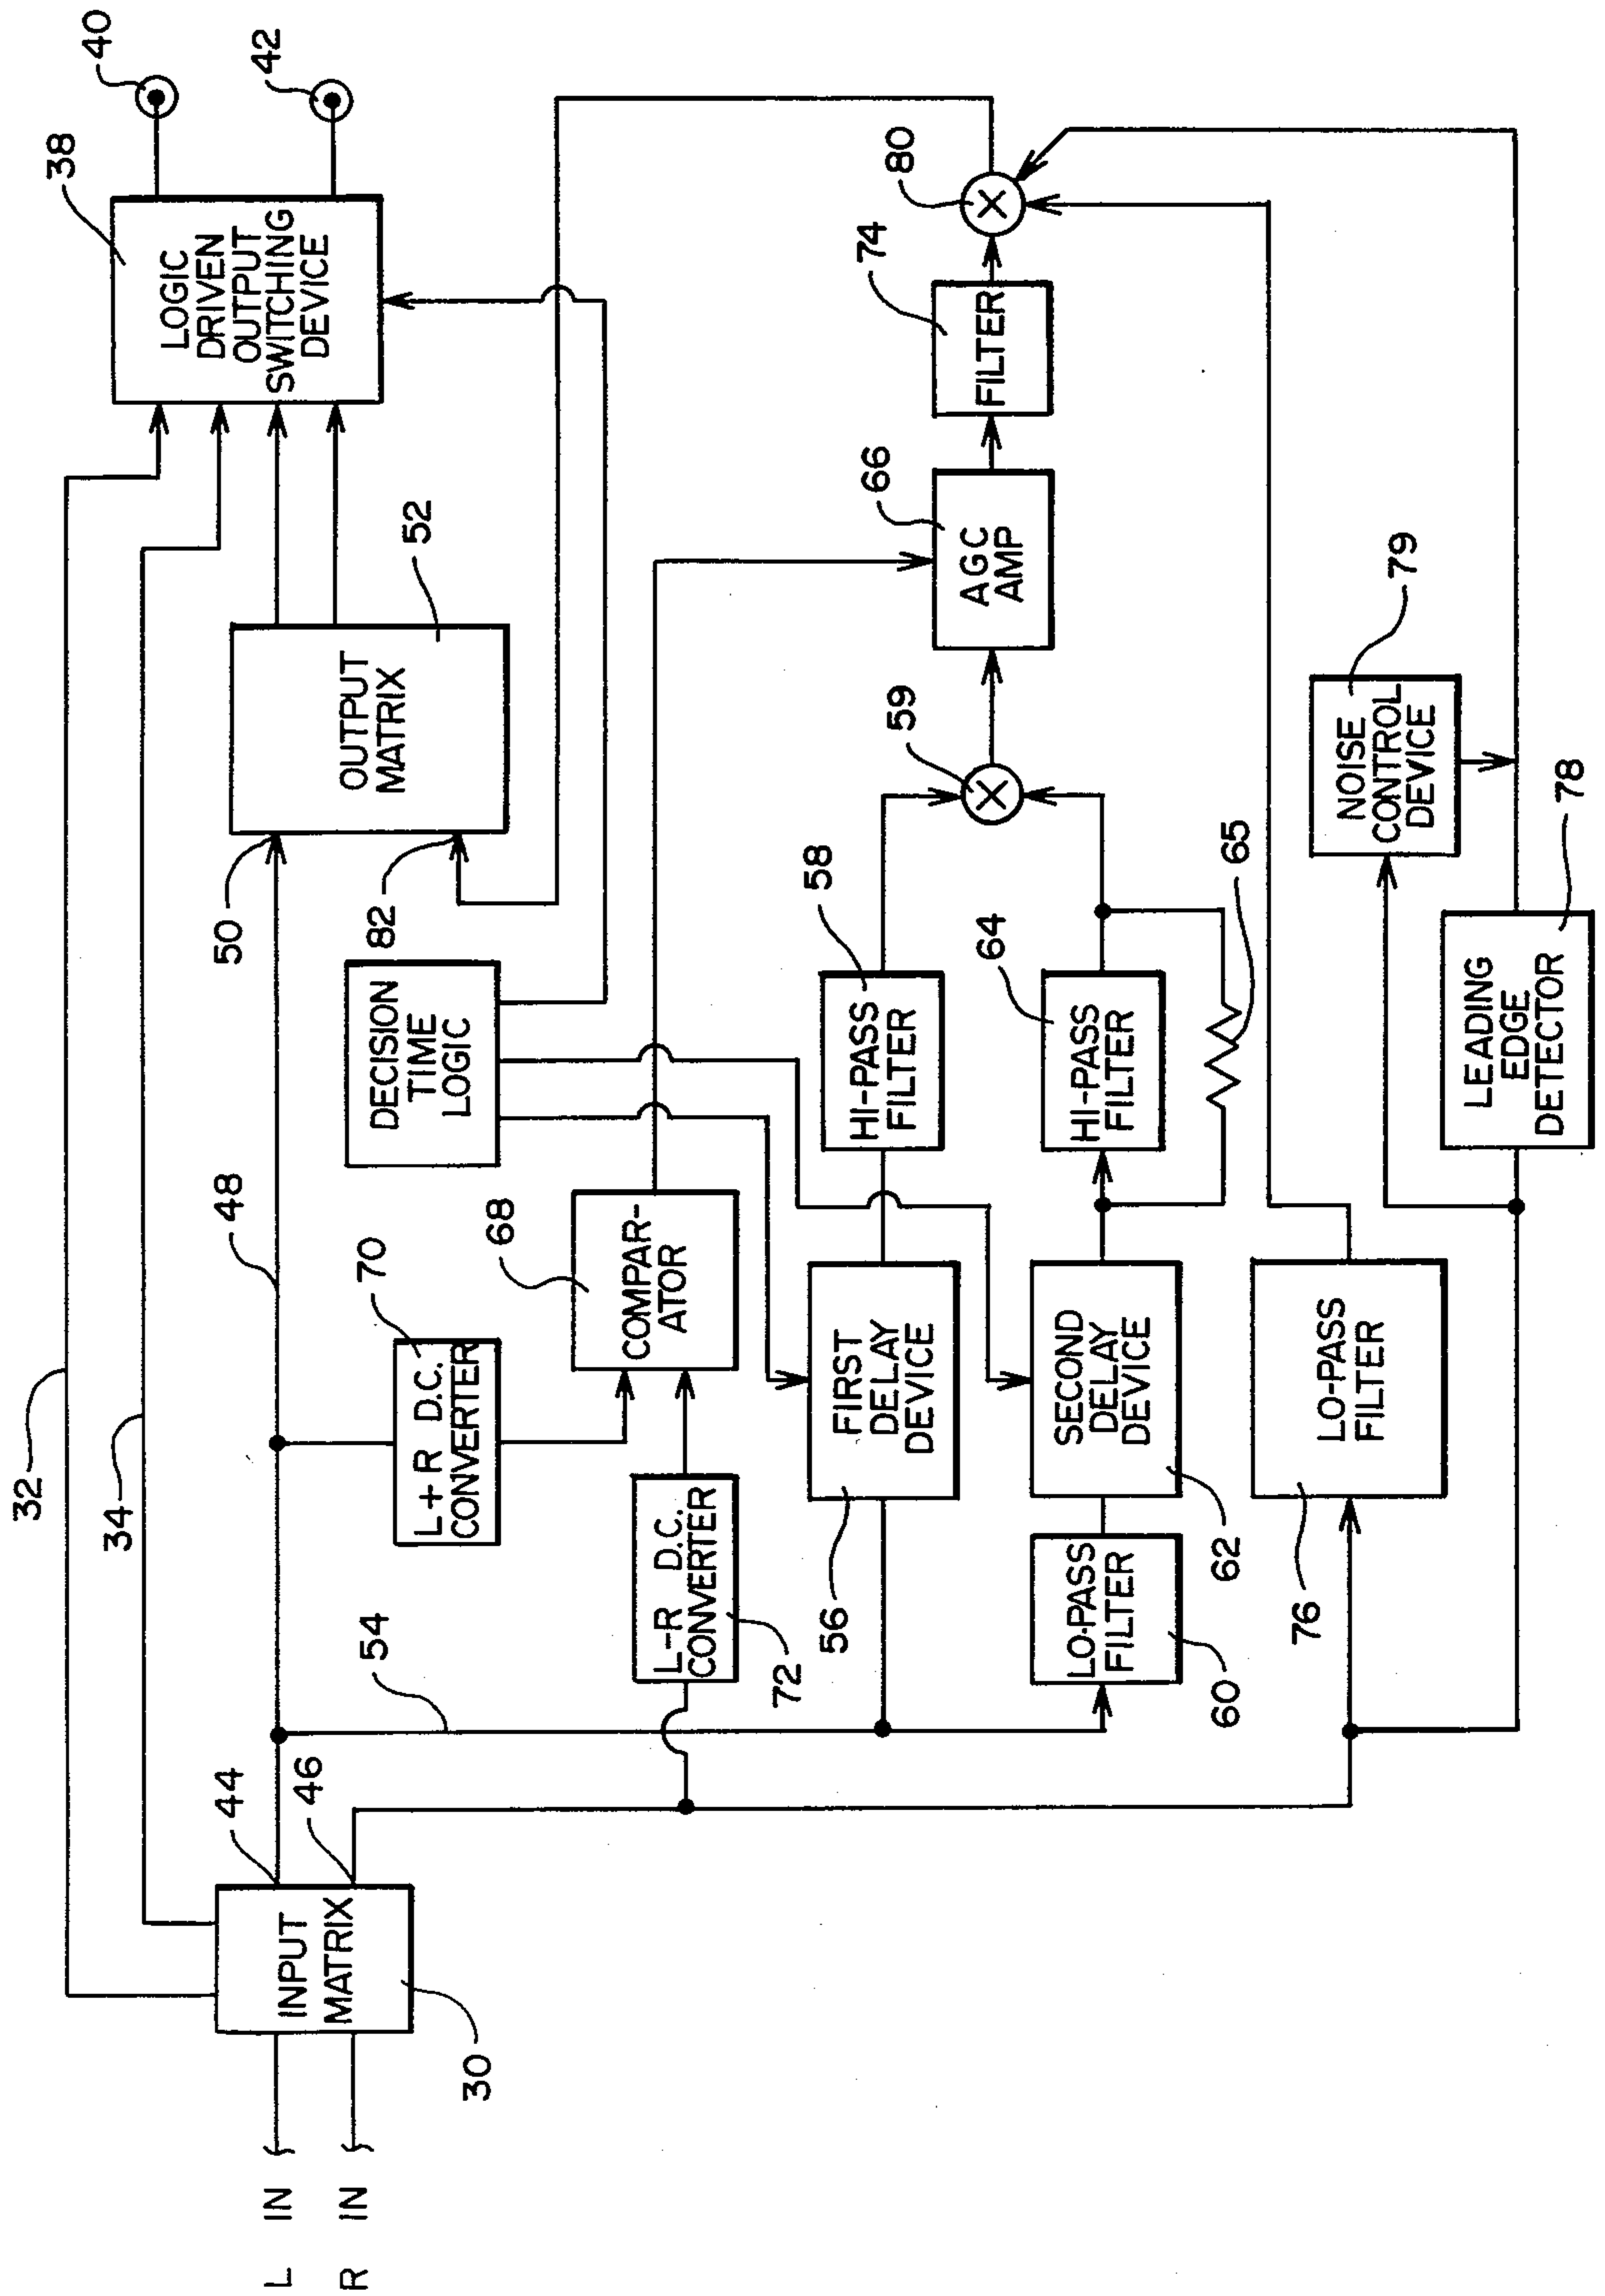 L IN
R IN
INPUT
MATRIX
30
32
34
44
46
48
50
82
54
L+R D.C.
CONVERTER
70
L-R D.C.
CONVERTER
72
COMPAR-
ATOR
68
DECISION
TIME
LOGIC
OUTPUT
MATRIX
52
LOGIC
DRIVEN
OUTPUT
SWITCHING
DEVICE
38
40
42
FIRST
DELAY
DEVICE
56
HI-PASS
FILTER
58
59
LO-PASS
FILTER
60
SECOND
DELAY
DEVICE
62
HI-PASS
FILTER
64
65
AGC
AMP
66
FILTER
74
80
LO-PASS
FILTER
76
LEADING
EDGE
DETECTOR
78
NOISE
CONTROL
DEVICE
79